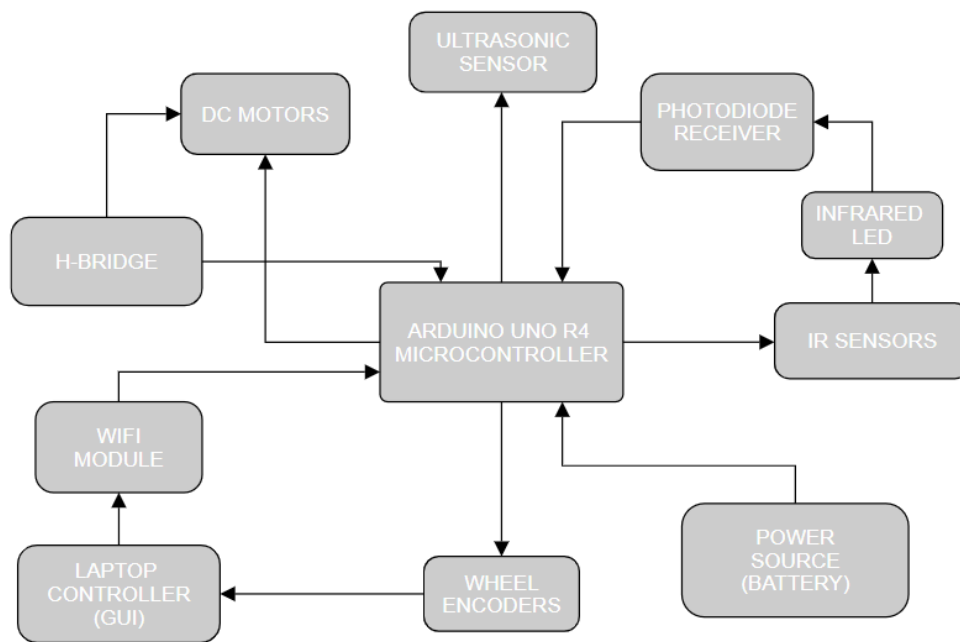 ULTRASONIC
SENSOR
DC MOTORS
PHOTODIODE
RECEIVER
INFRARED
LED
H-BRIDGE
ARDUINO UNO R4
MICROCONTROLLER
IR SENSORS
WIFI
MODULE
POWER
SOURCE
(BATTERY)
LAPTOP
CONTROLLER
(GUI)
WHEEL
ENCODERS